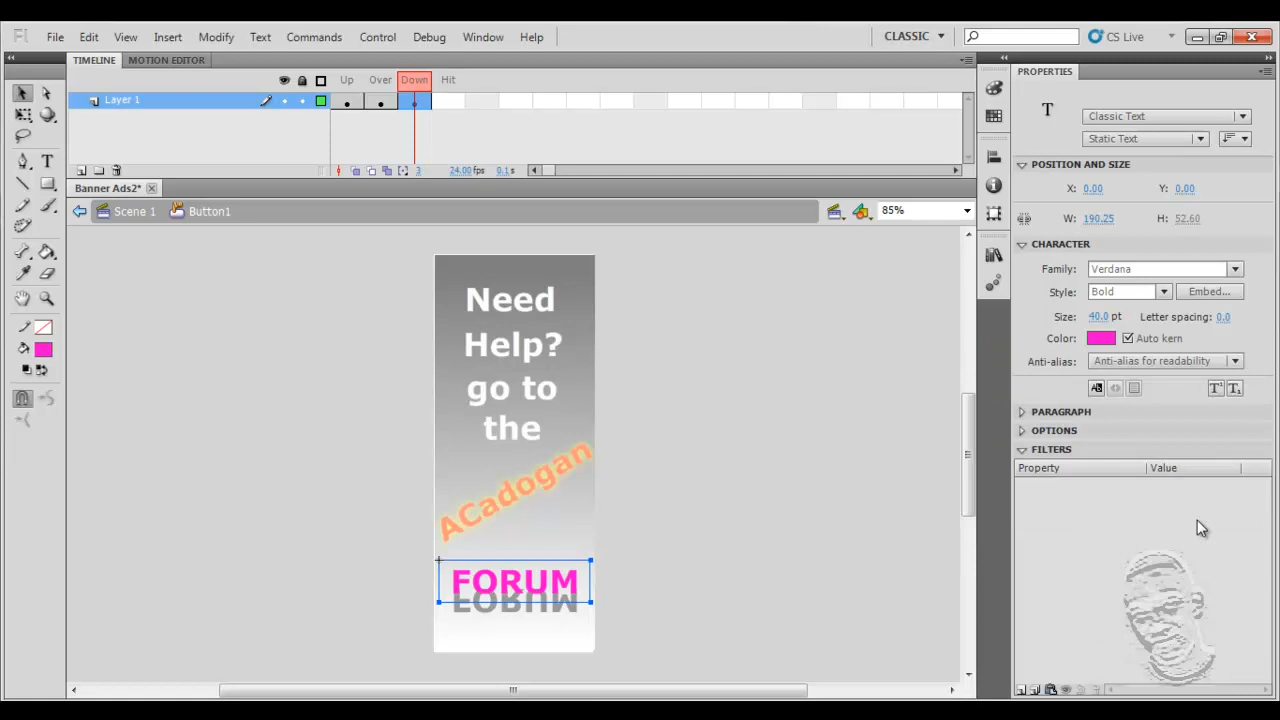 Fl File Edit View Insert Modify Text Commands Control Debug Window Help CLASSIC CS Live
TIMELINE MOTION EDITOR
Up Over Down Hit
Layer 1
3 24.00 fps 0.1 s
Banner Ads2*
Scene 1 Button1 85%
Need
Help?
go to
the
ACadogan
FORUM
FORUM
PROPERTIES
T Classic Text
Static Text
POSITION AND SIZE
X: 0.00 Y: 0.00
W: 190.25 H: 52.60
CHARACTER
Family: Verdana
Style: Bold Embed...
Size: 40.0 pt Letter spacing: 0.0
Color: Auto kern
Anti-alias: Anti-alias for readability
PARAGRAPH
OPTIONS
FILTERS
Property Value